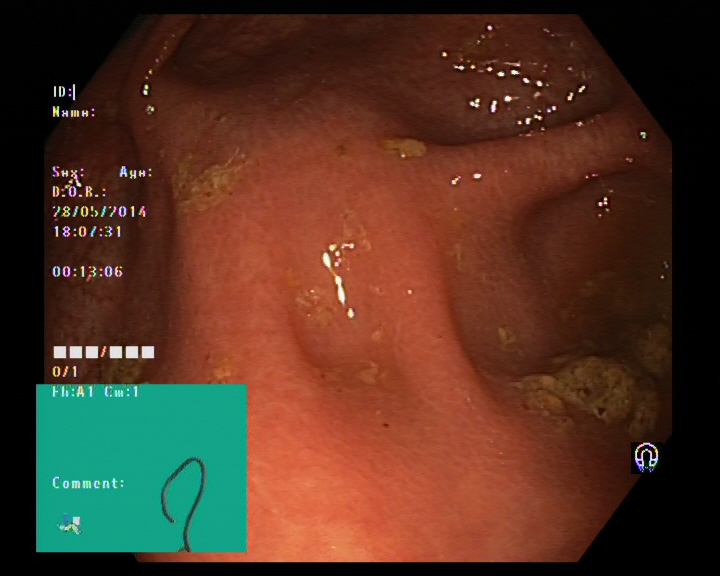 ID:
Name:
Sex: Age:
D.O.B.:
28/05/2014
18:07:31
00:13:06
0/1
Ph:A1 Cm:1
Comment: